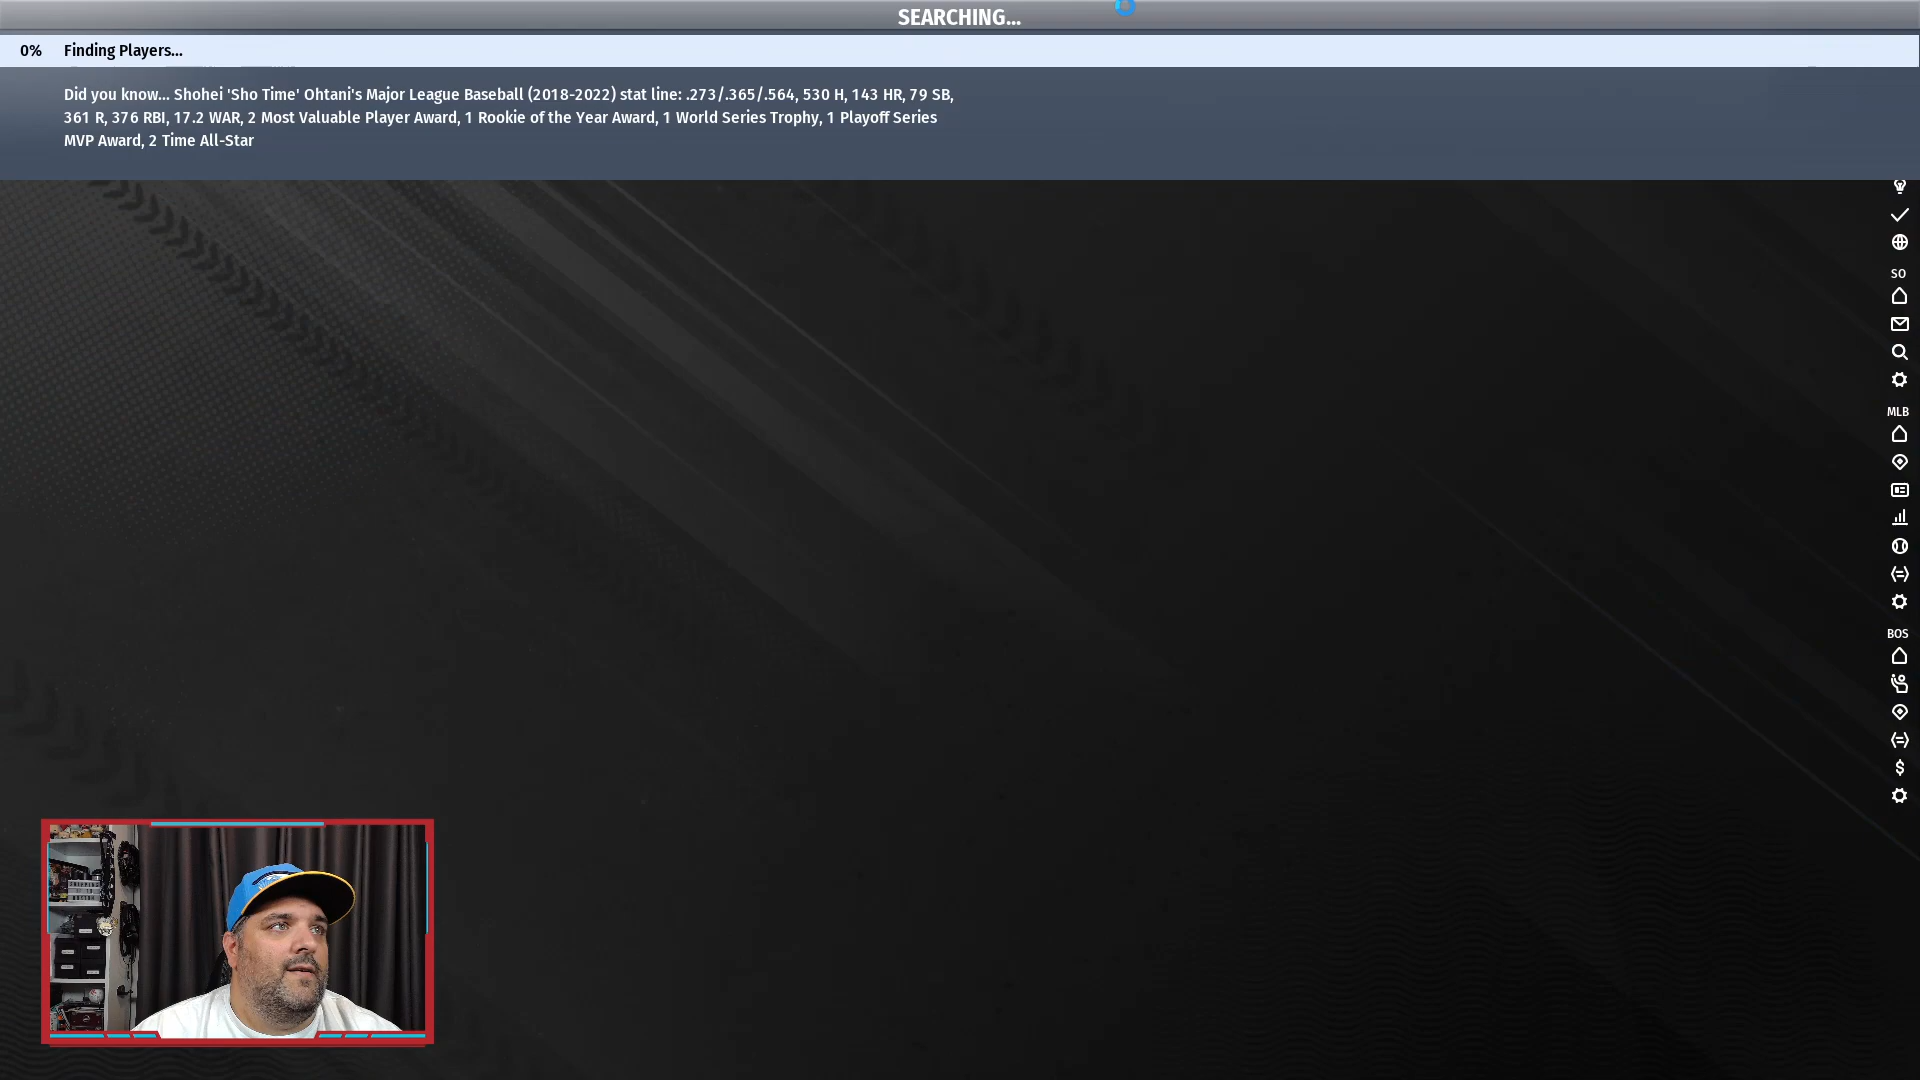 SEARCHING...
0% Finding Players...
Did you know... Shohei 'Sho Time' Ohtani's Major League Baseball (2018-2022) stat line: .273/.365/.564, 530 H, 143 HR, 79 SB,
361 R, 376 RBI, 17.2 WAR, 2 Most Valuable Player Award, 1 Rookie of the Year Award, 1 World Series Trophy, 1 Playoff Series
MVP Award, 2 Time All-Star
SO
MLB
BOS